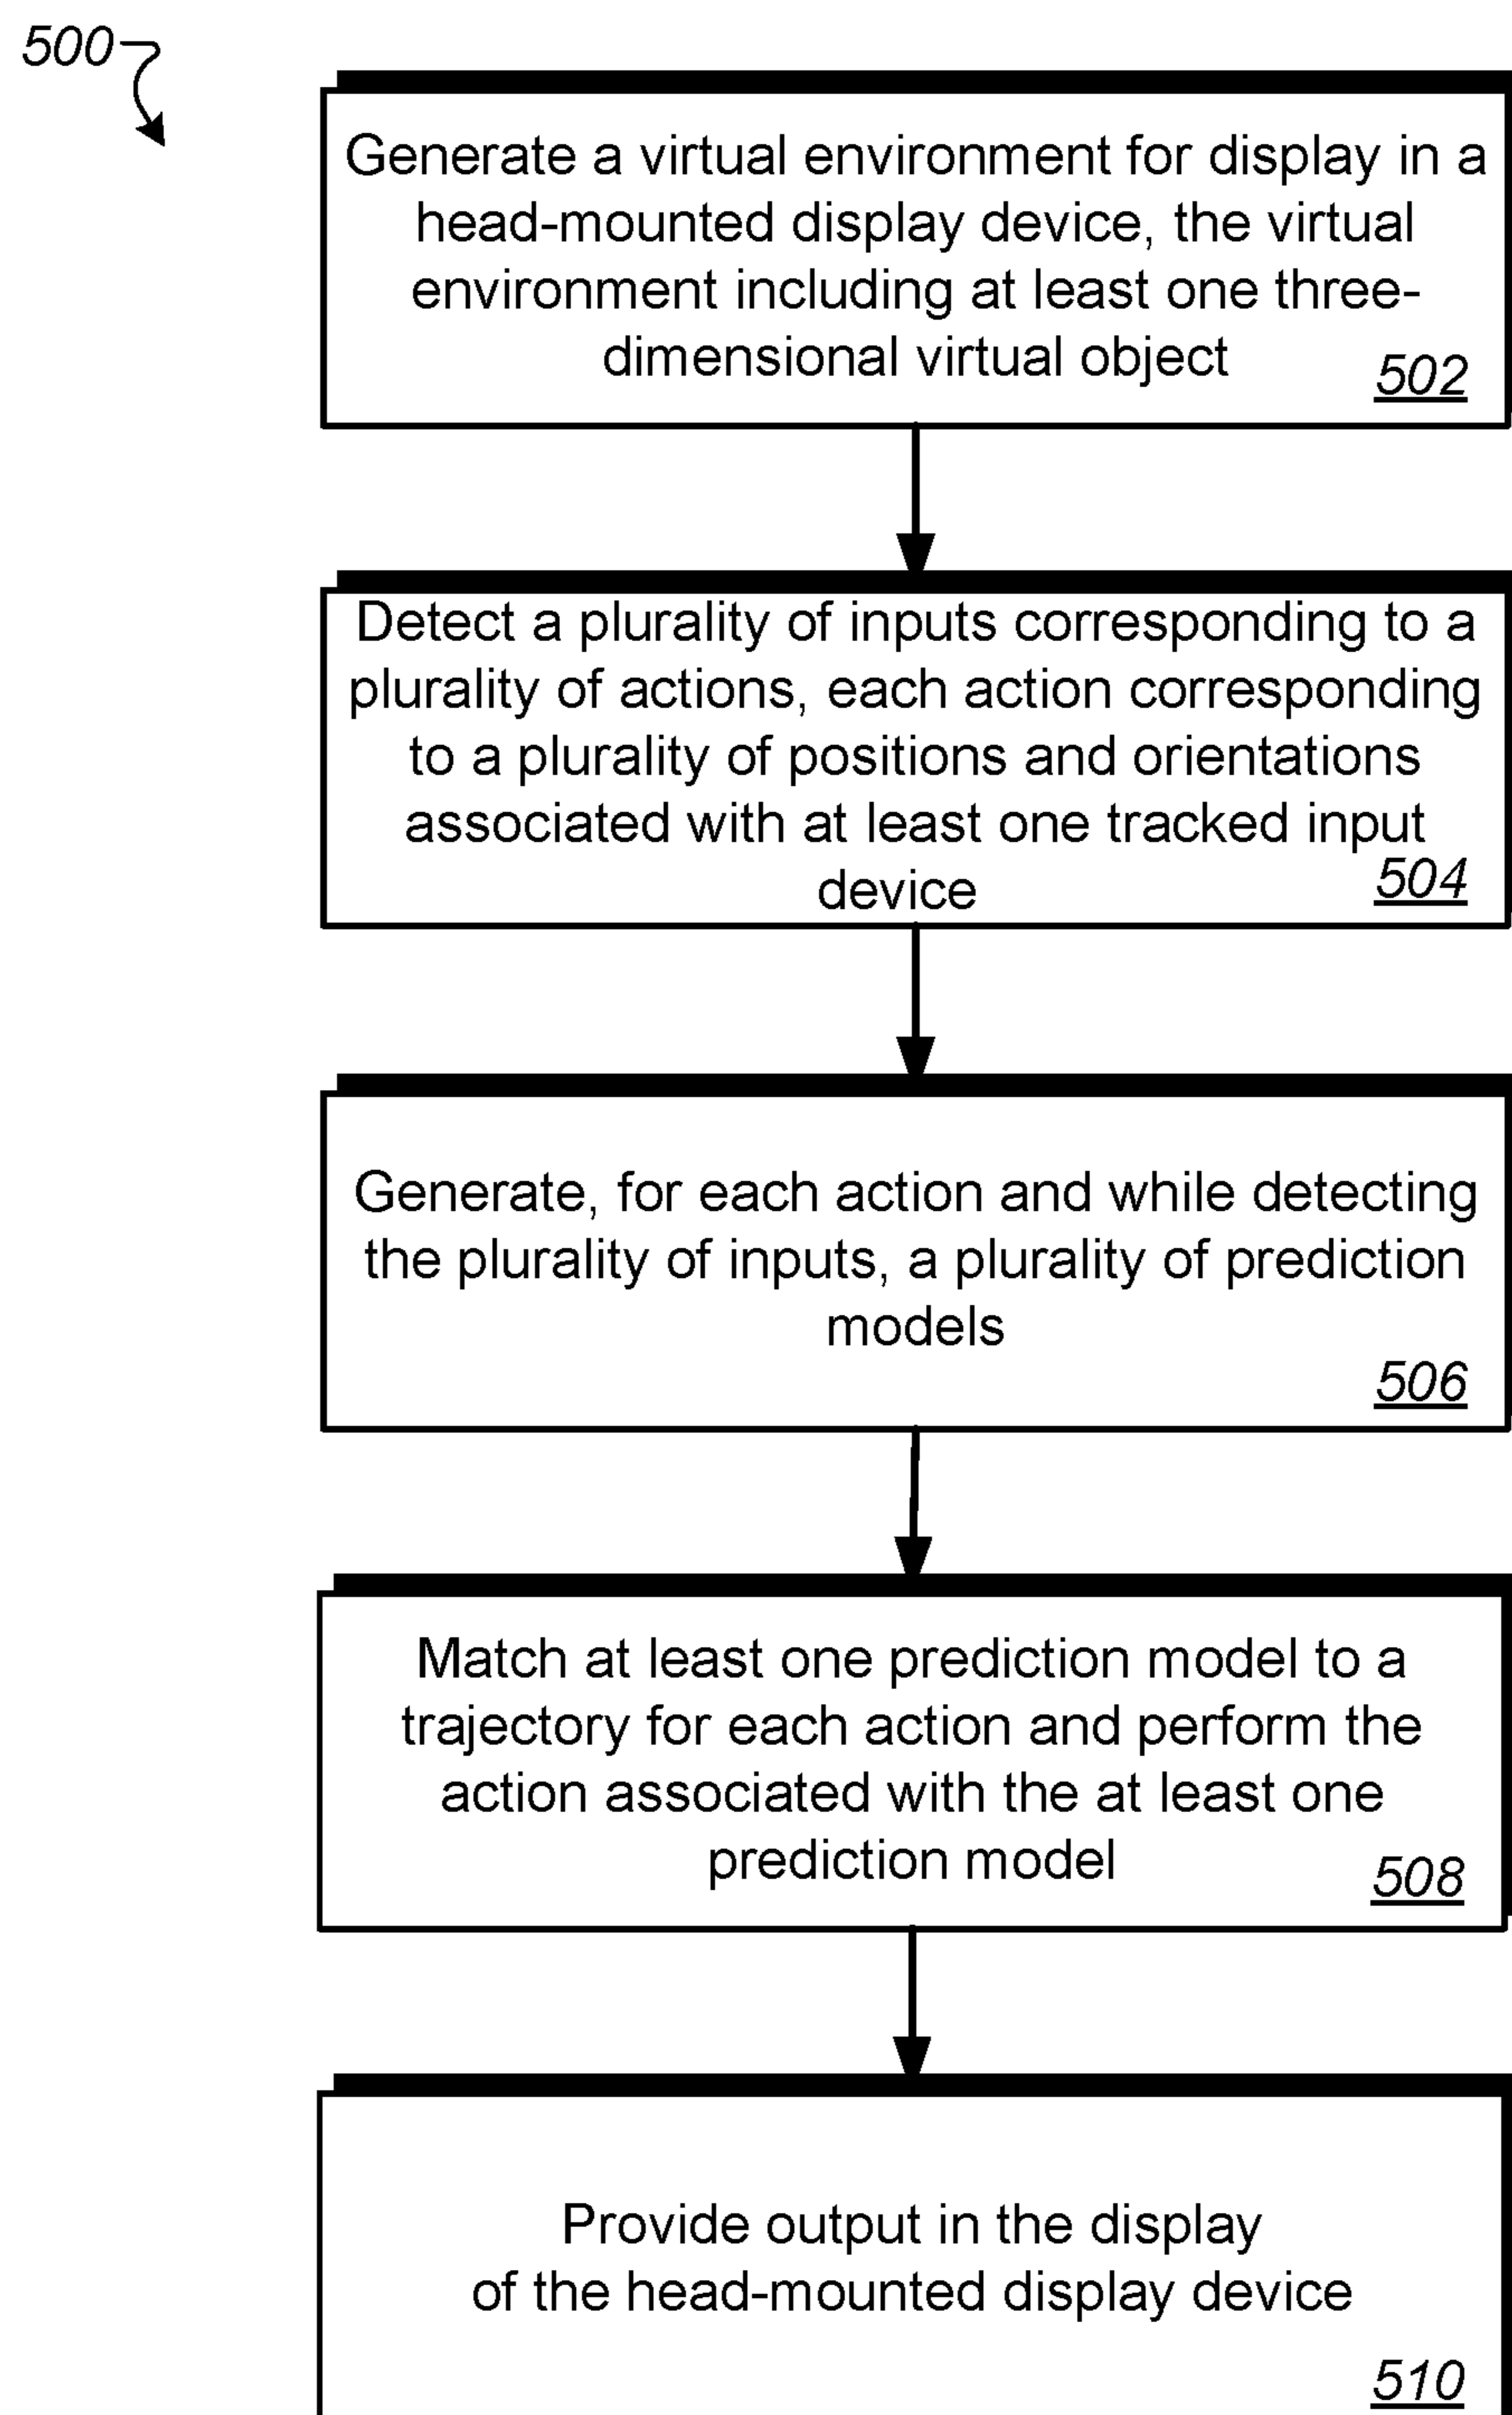 500
Generate a virtual environment for display in a
head-mounted display device, the virtual
environment including at least one three-
dimensional virtual object
502
Detect a plurality of inputs corresponding to a
plurality of actions, each action corresponding
to a plurality of positions and orientations
associated with at least one tracked input
device
504
Generate, for each action and while detecting
the plurality of inputs, a plurality of prediction
models
506
Match at least one prediction model to a
trajectory for each action and perform the
action associated with the at least one
prediction model
508
Provide output in the display
of the head-mounted display device
510